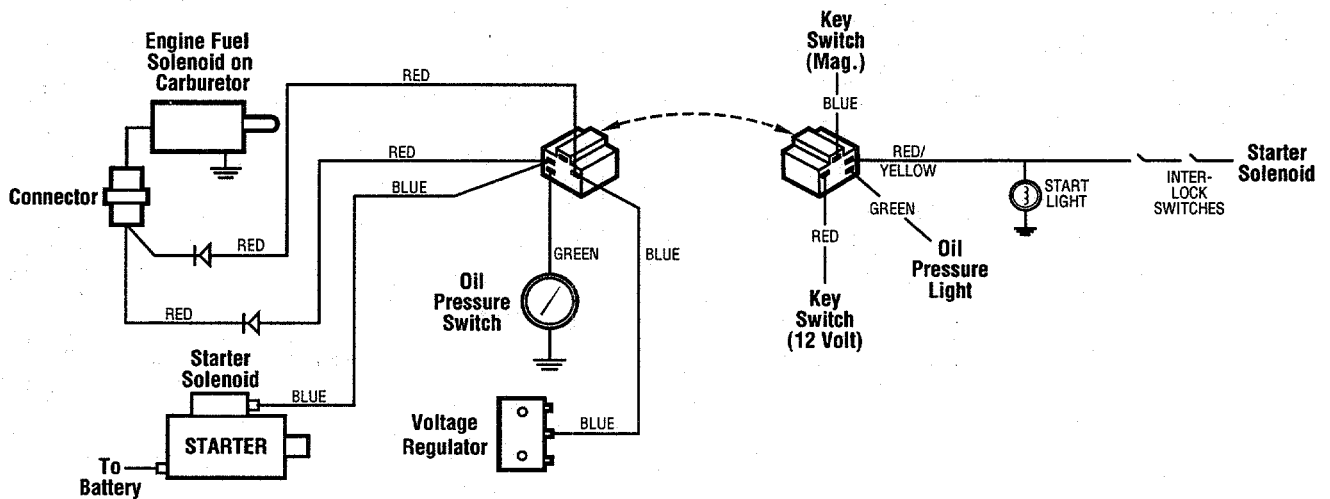 Engine Fuel
Solenoid on
Carburetor
RED
Key
Switch
(Mag.)
BLUE
RED
BLUE
RED/
YELLOW
START
LIGHT
INTER-
LOCK
SWITCHES
Starter
Solenoid
Connector
GREEN
RED
RED
GREEN
BLUE
Oil
Pressure
Light
Oil
Pressure
Switch
RED
Key
Switch
(12 Volt)
Starter
Solenoid
BLUE
Voltage
Regulator
BLUE
STARTER
To
Battery